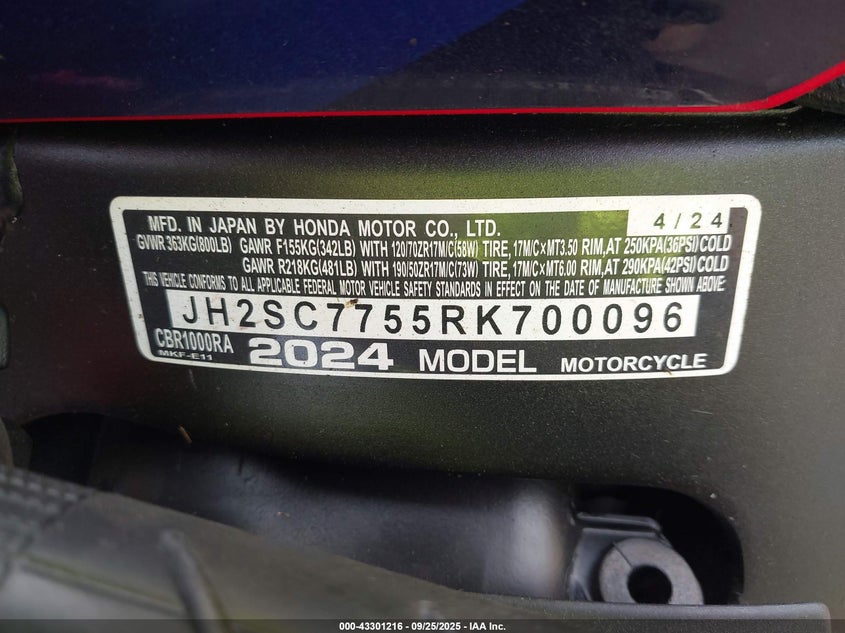 MFD. IN JAPAN BY HONDA MOTOR CO., LTD. 4/24
GVWR 363KG(800LB) GAWR F155KG(342LB) WITH 120/70ZR17M/C(58W) TIRE, 17M/C×MT3.50 RIM, AT 250KPA(36PSI)COLD
GAWR R218KG(481LB) WITH 190/50ZR17M/C(73W) TIRE, 17M/C×MT6.00 RIM, AT 290KPA(42PSI)COLD
THIS VEHICLE CONFORMS TO ALL APPLICABLE FEDERAL MOTOR VEHICLE SAFETY STANDARDS IN EFFECT ON THE DATE OF MANUFACTURE SHOWN ABOVE.
JH2SC7755RK700096
CBR1000RA 2024 MODEL MOTORCYCLE
MKF-E11
000-43301216 - 09/25/2025 - IAA Inc.